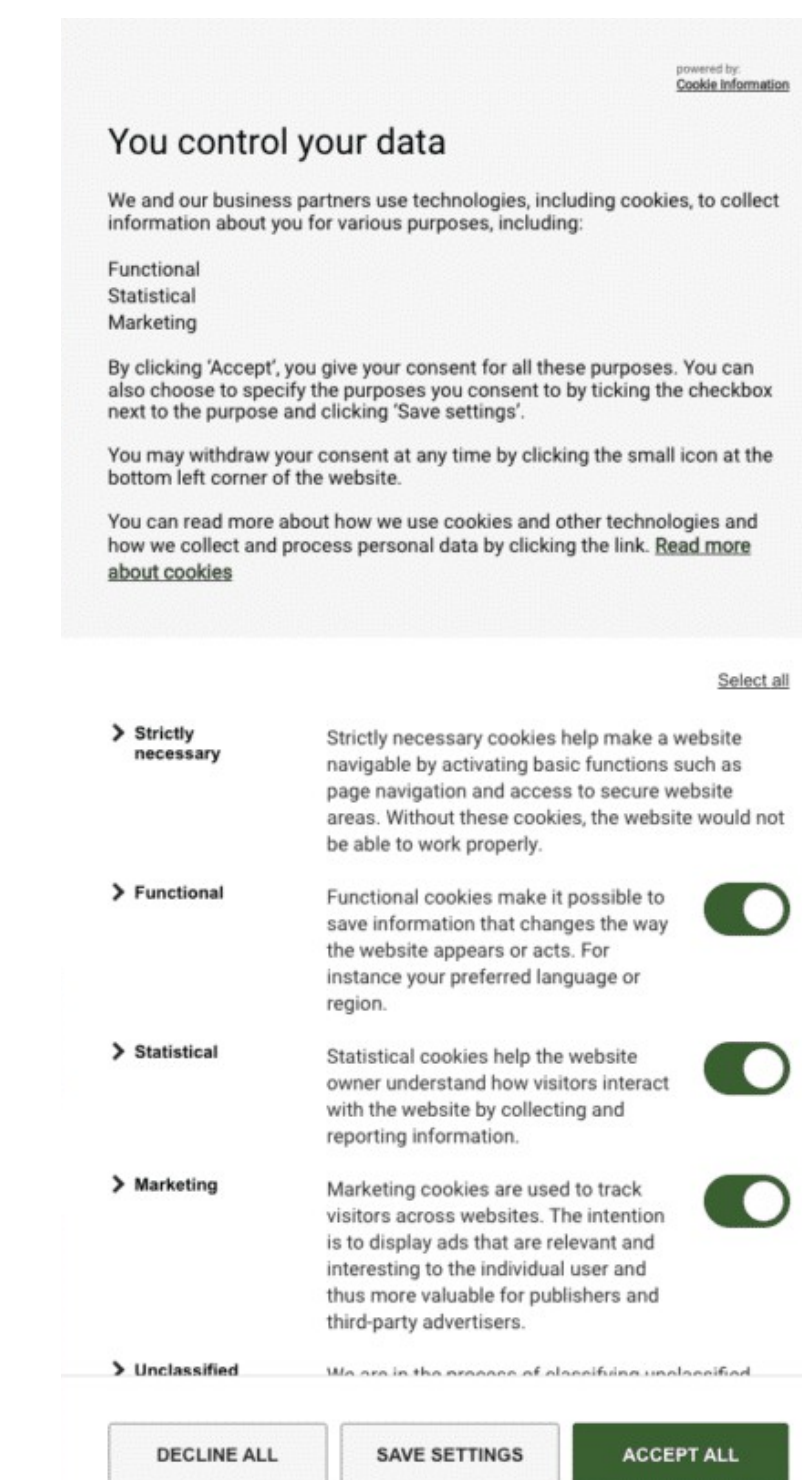 powered by:
Cookie Information
You control your data
We and our business partners use technologies, including cookies, to collect
information about you for various purposes, including:
Functional
Statistical
Marketing
By clicking ‘Accept’, you give your consent for all these purposes. You can
also choose to specify the purposes you consent to by ticking the checkbox
next to the purpose and clicking ‘Save settings’.
You may withdraw your consent at any time by clicking the small icon at the
bottom left corner of the website.
You can read more about how we use cookies and other technologies and
how we collect and process personal data by clicking the link. Read more
about cookies
Select all
Strictly
necessary
Strictly necessary cookies help make a website
navigable by activating basic functions such as
page navigation and access to secure website
areas. Without these cookies, the website would not
be able to work properly.
Functional
Functional cookies make it possible to
save information that changes the way
the website appears or acts. For
instance your preferred language or
region.
Statistical
Statistical cookies help the website
owner understand how visitors interact
with the website by collecting and
reporting information.
Marketing
Marketing cookies are used to track
visitors across websites. The intention
is to display ads that are relevant and
interesting to the individual user and
thus more valuable for publishers and
third-party advertisers.
Unclassified
We are in the process of classifying unclassified
DECLINE ALL
SAVE SETTINGS
ACCEPT ALL